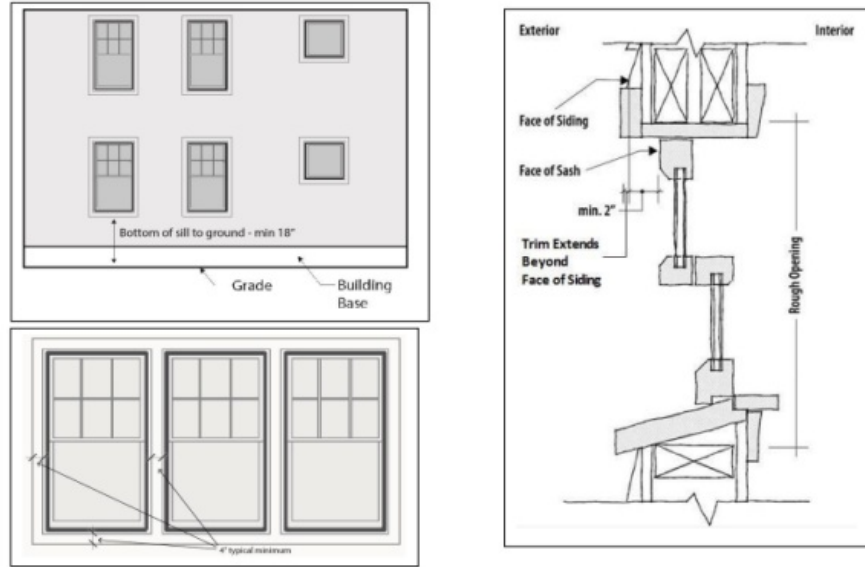 Bottom of sill to ground - min 18"
Grade
Building
Base
4" typical minimum
Exterior
Interior
Face of Siding
Face of Sash
min. 2"
Trim Extends
Beyond
Face of Siding
Rough Opening